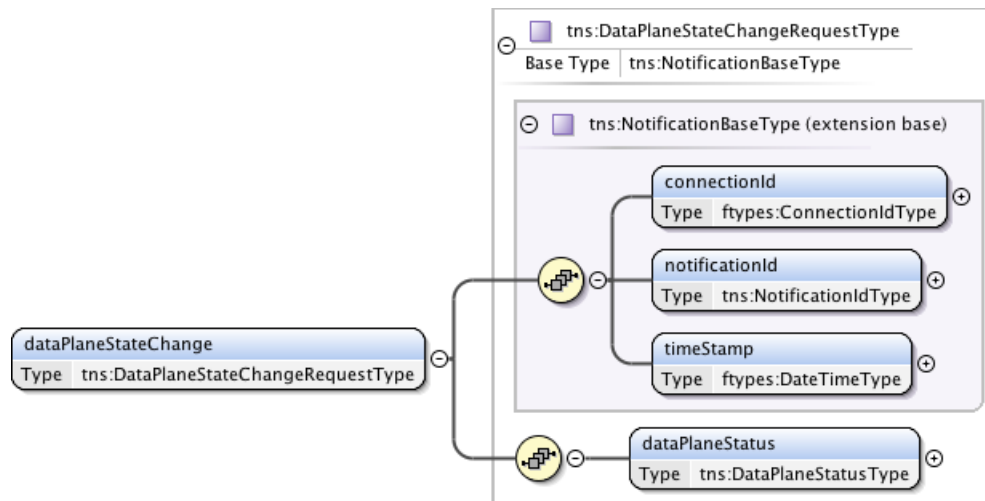 tns:DataPlaneStateChangeRequestType
Base Type tns:NotificationBaseType
tns:NotificationBaseType (extension base)
connectionId
Type ftypes:ConnectionIdType
notificationId
Type tns:NotificationIdType
dataPlaneStateChange
Type tns:DataPlaneStateChangeRequestType
timeStamp
Type ftypes:DateTimeType
dataPlaneStatus
Type tns:DataPlaneStatusType